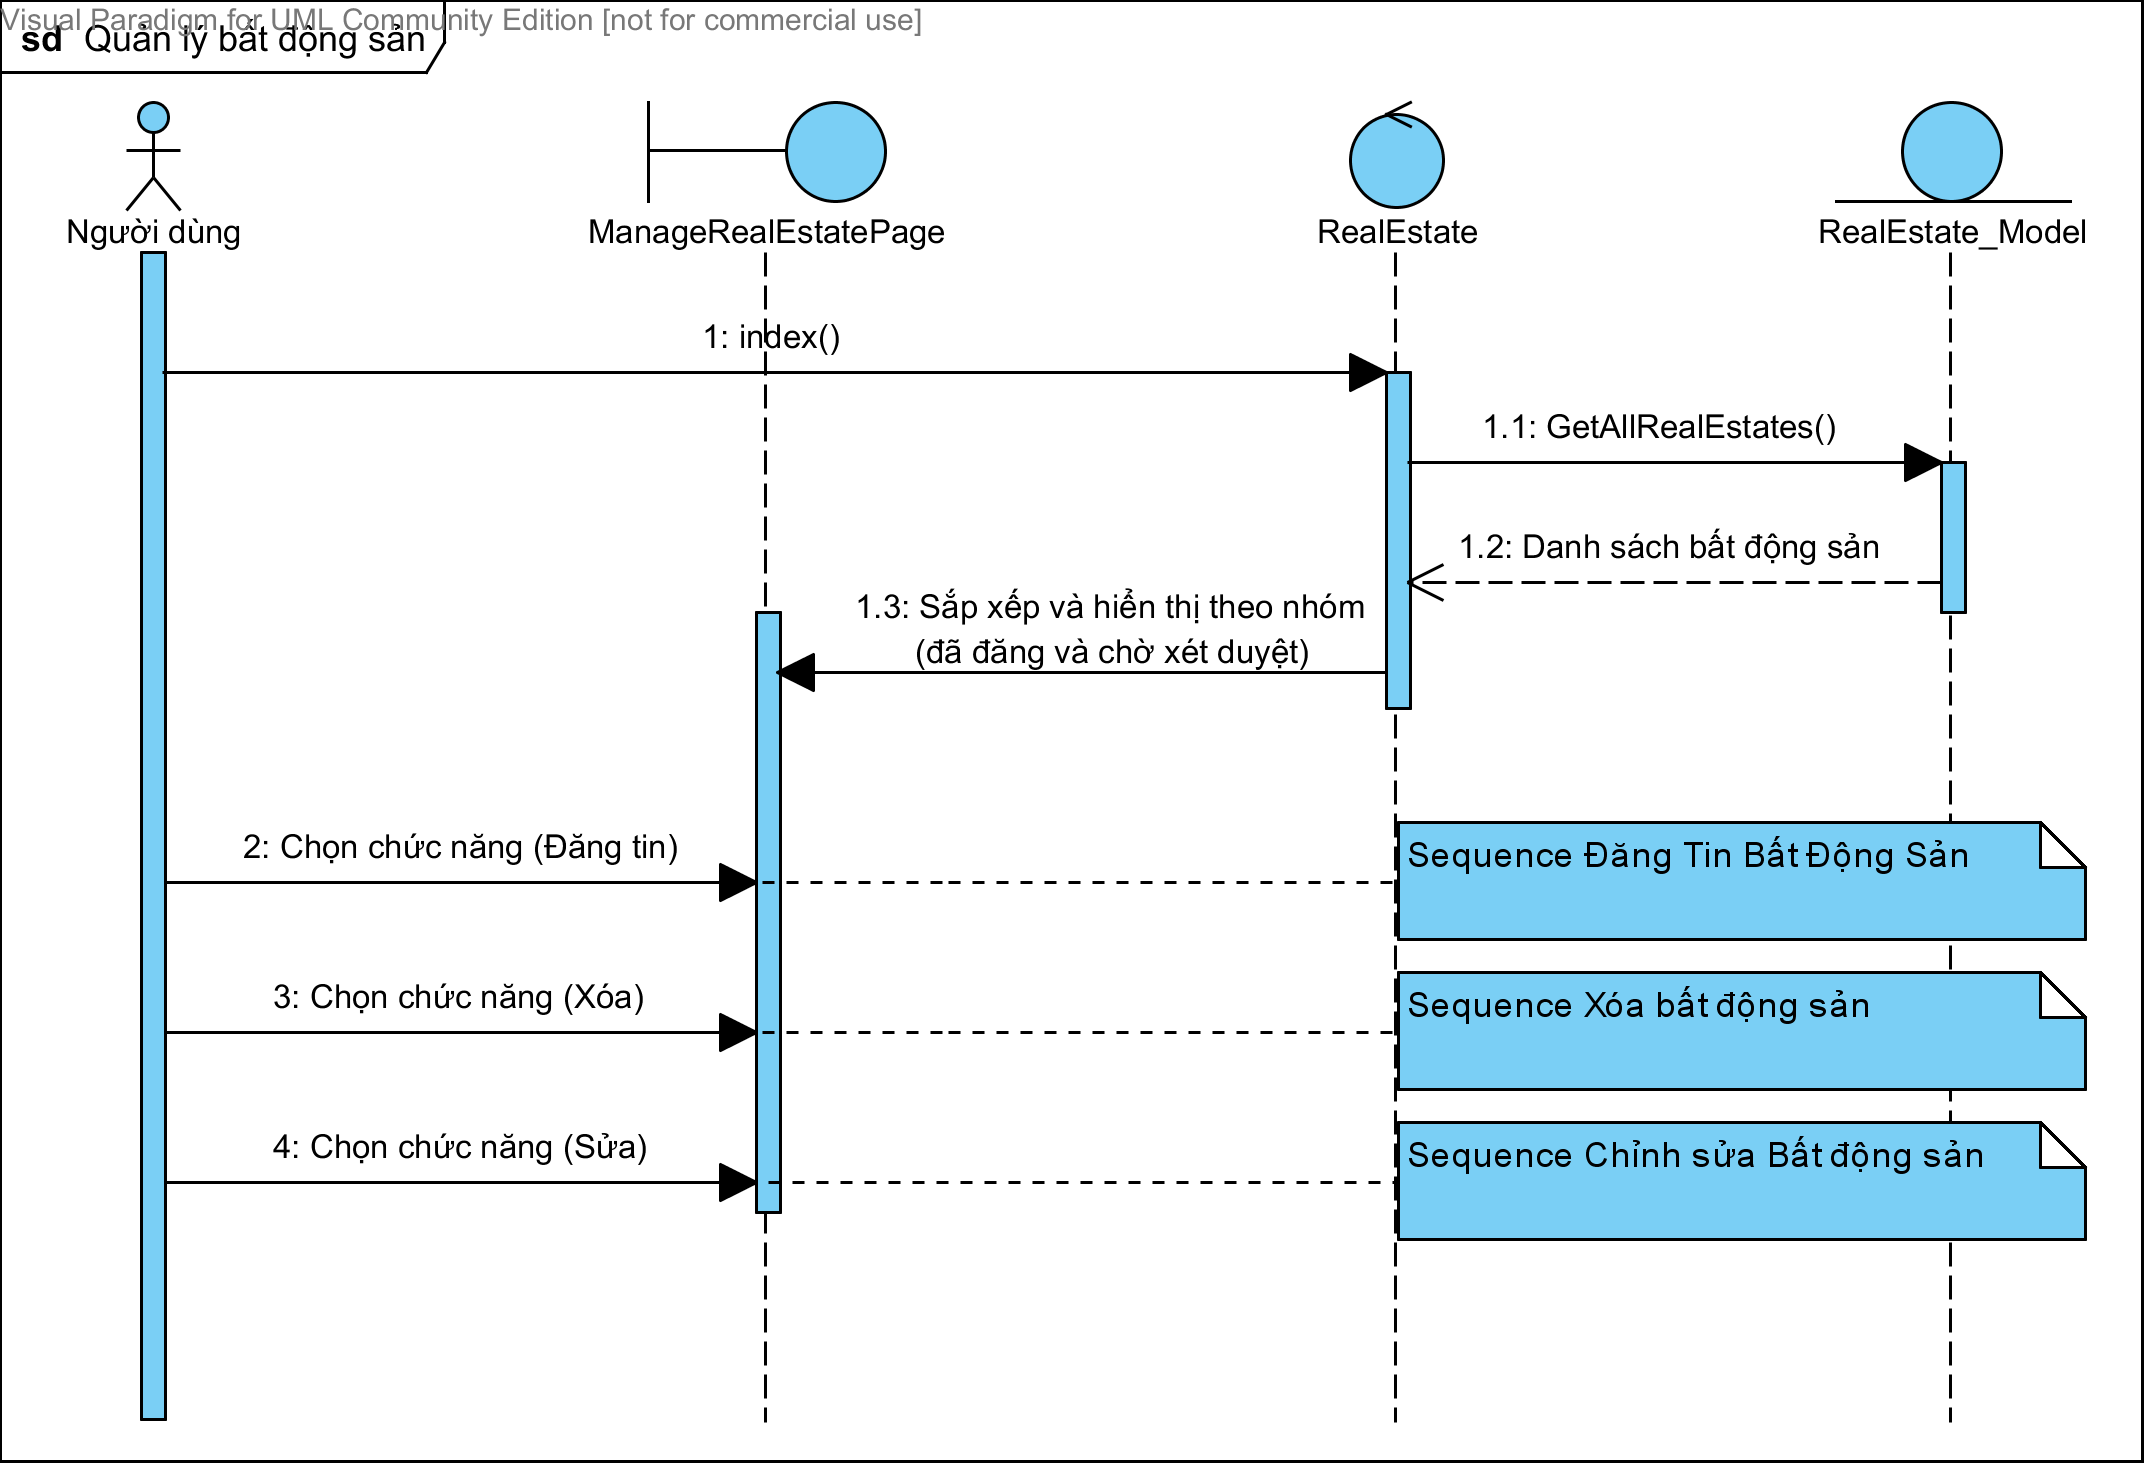 Visual Paradigm for UML Community Edition [not for commercial use]
sd Quản lý bất động sản
Người dùng
ManageRealEstatePage
RealEstate
RealEstate_Model
1: index()
1.1: GetAllRealEstates()
1.2: Danh sách bất động sản
1.3: Sắp xếp và hiển thị theo nhóm
(đã đăng và chờ xét duyệt)
2: Chọn chức năng (Đăng tin)
Sequence Đăng Tin Bất Động Sản
3: Chọn chức năng (Xóa)
Sequence Xóa bất động sản
4: Chọn chức năng (Sửa)
Sequence Chỉnh sửa Bất động sản